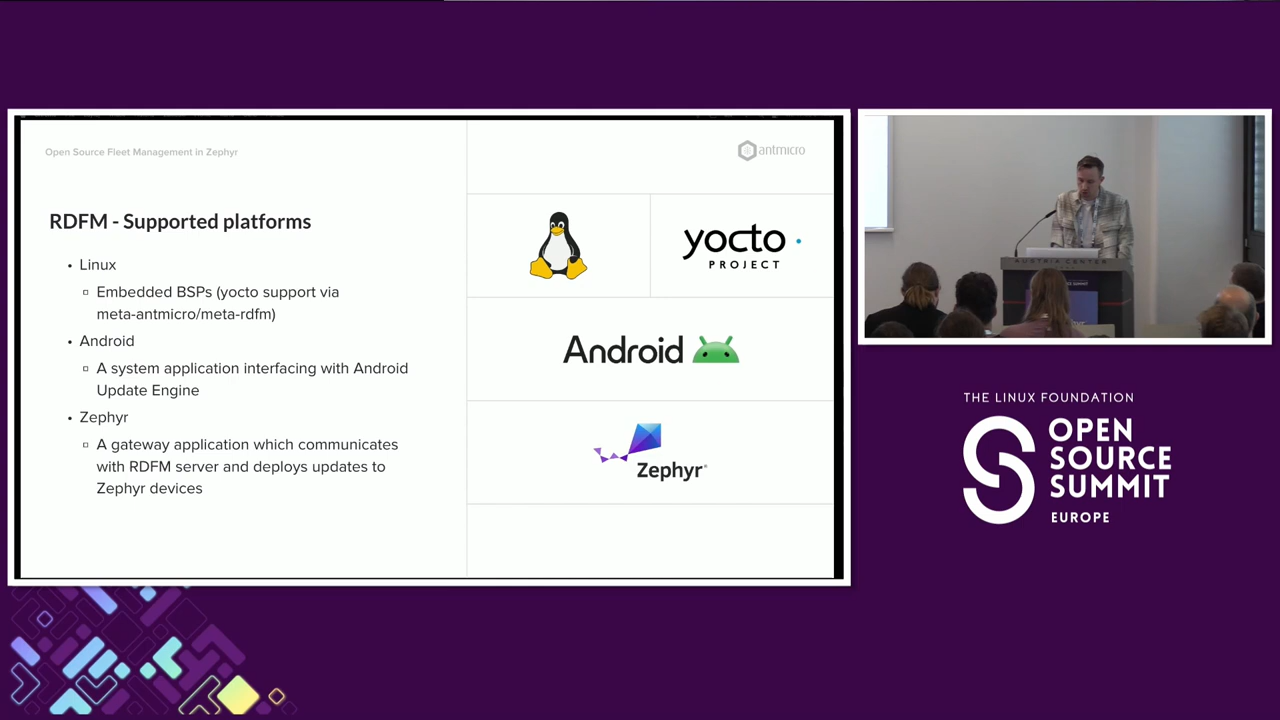 Open Source Fleet Management in Zephyr
antmicro
RDFM - Supported platforms
• Linux
▫ Embedded BSPs (yocto support via
meta-antmicro/meta-rdfm)
• Android
▫ A system application interfacing with Android
Update Engine
• Zephyr
▫ A gateway application which communicates
with RDFM server and deploys updates to
Zephyr devices
yocto
PROJECT
Android
Zephyr
AUSTRIA CENTER
THE LINUX FOUNDATION
OPEN
SOURCE
SUMMIT
EUROPE